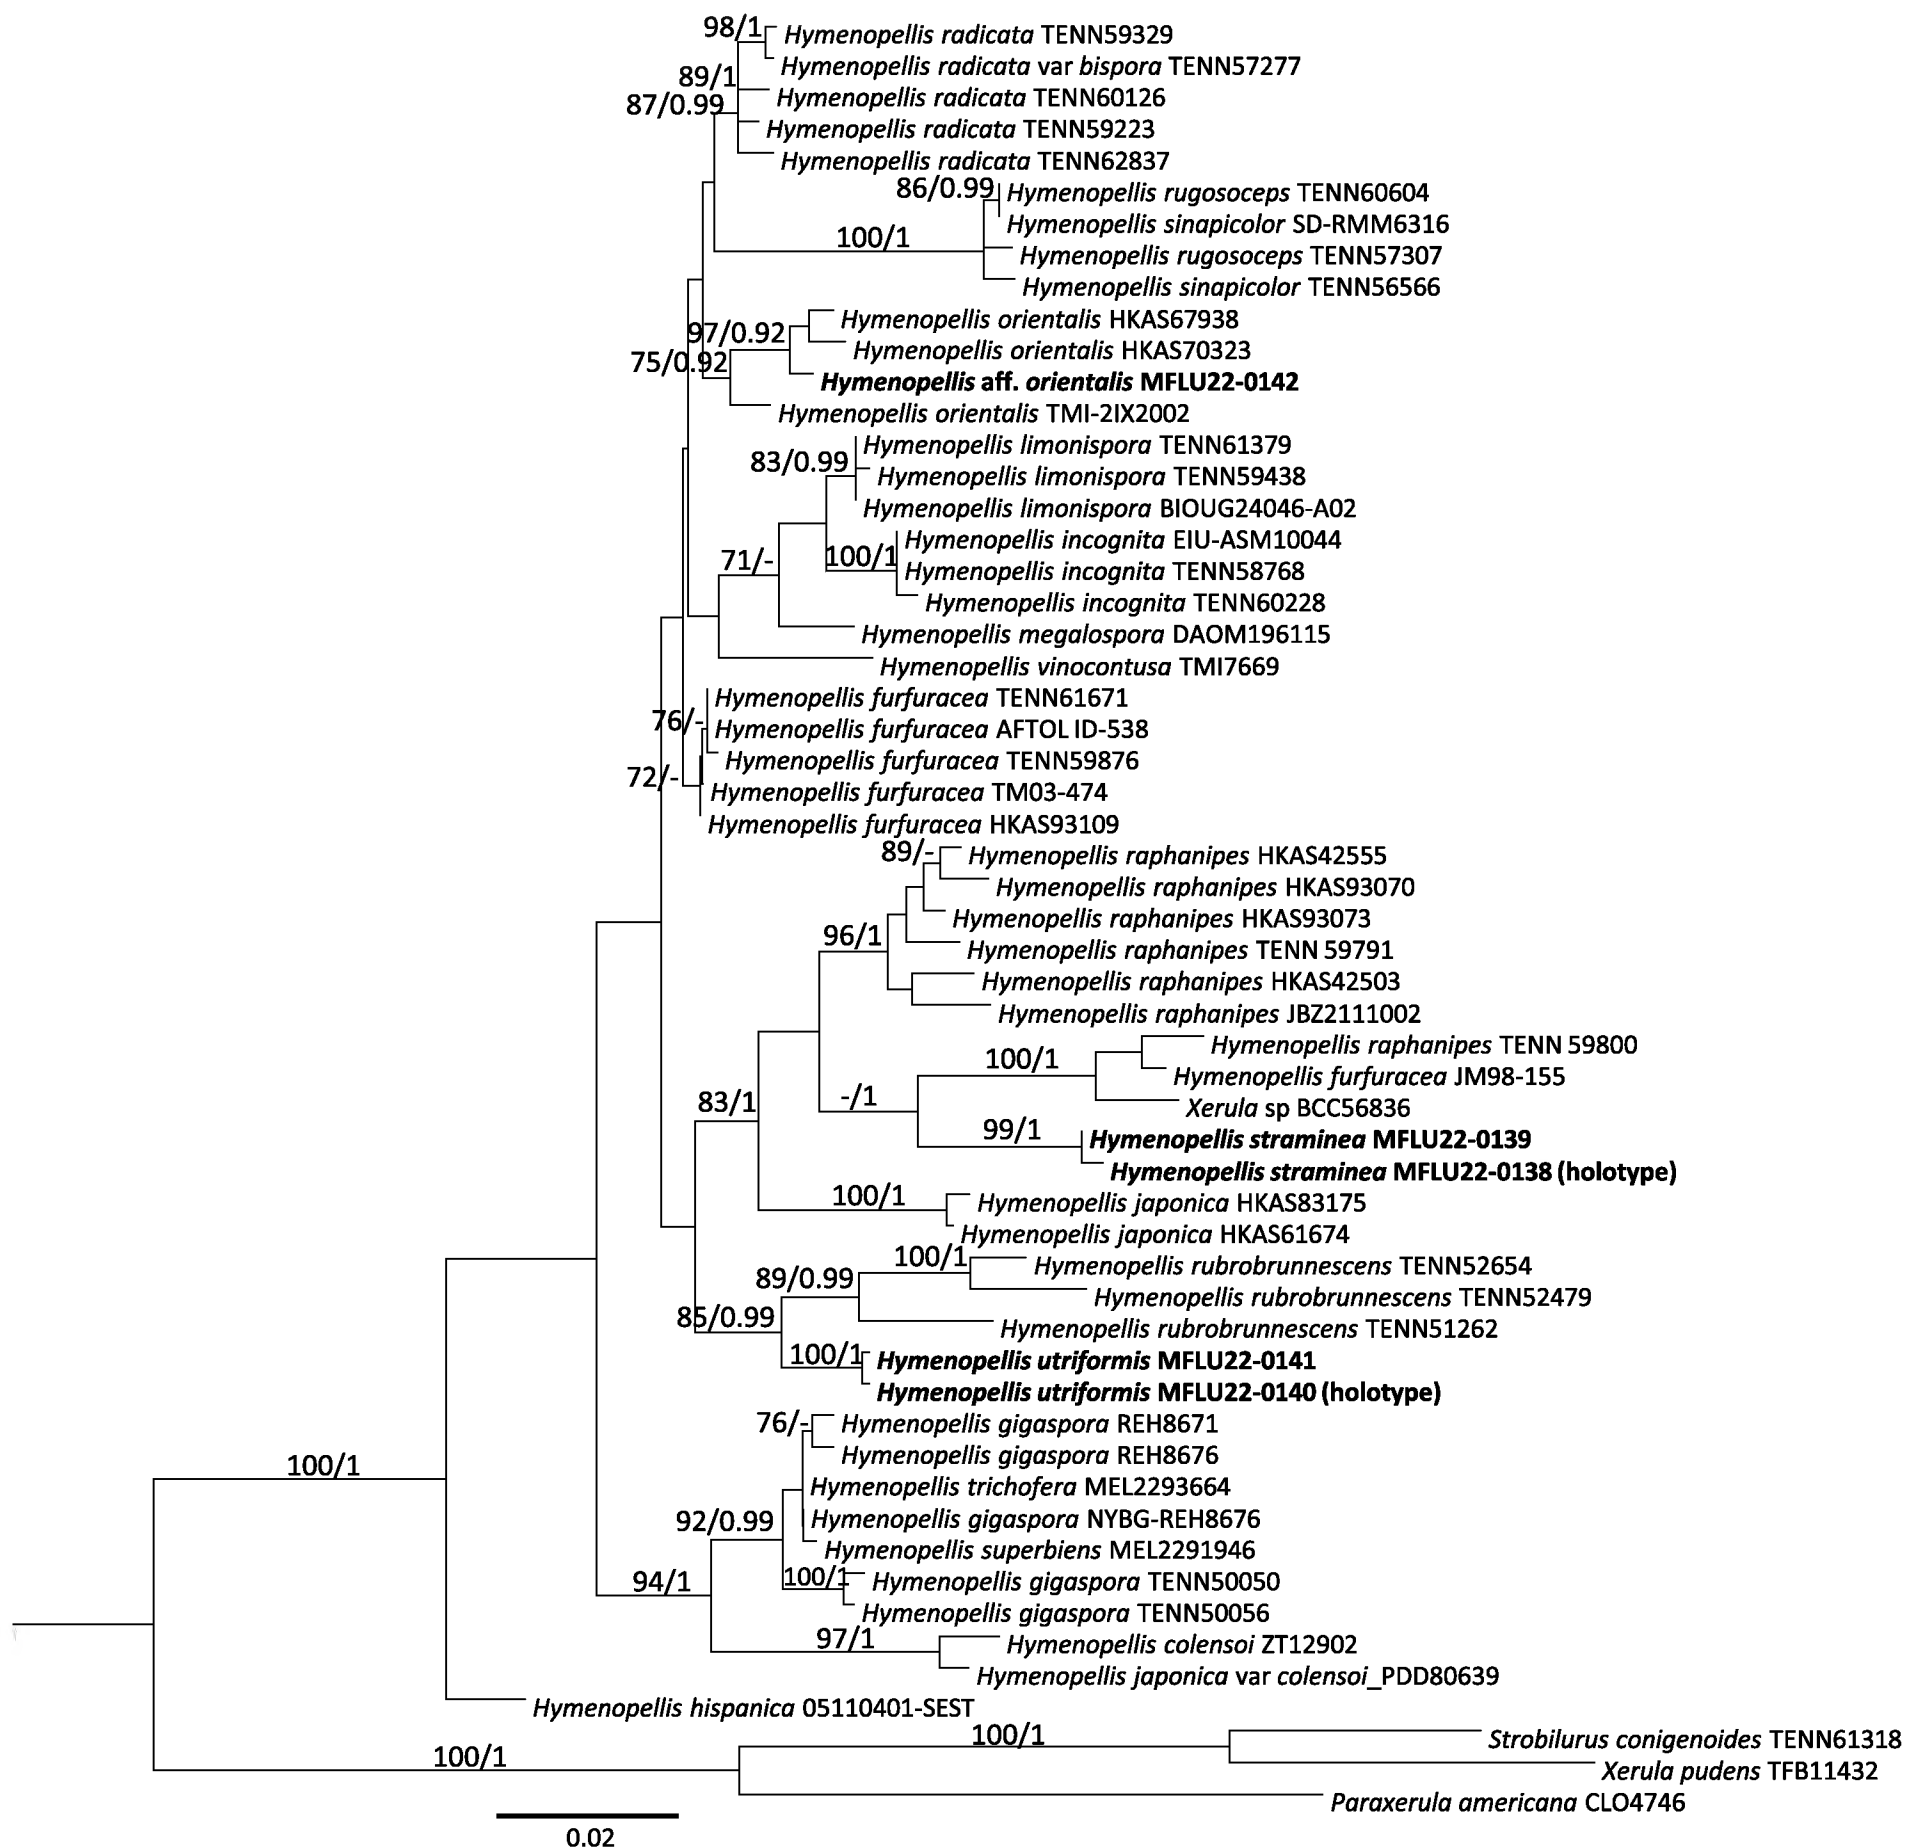 98/1
Hymenopellis radicata TENN59329
Hymenopellis radicata var bispora TENN57277
89/1
Hymenopellis radicata TENN60126
87/0.99
Hymenopellis radicata TENN59223
Hymenopellis radicata TENN62837
86/0.99
Hymenopellis rugosoceps TENN60604
Hymenopellis sinapicolor SD-RMM6316
100/1
Hymenopellis rugosoceps TENN57307
Hymenopellis sinapicolor TENN56566
Hymenopellis orientalis HKAS67938
97/0.92
Hymenopellis orientalis HKAS70323
75/0.92
Hymenopellis aff. orientalis MFLU22-0142
Hymenopellis orientalis TMI-2IX2002
Hymenopellis limonispora TENN61379
83/0.99
Hymenopellis limonispora TENN59438
Hymenopellis limonispora BIOUG24046-A02
Hymenopellis incognita EIU-ASM10044
100/1
71/-
Hymenopellis incognita TENN58768
Hymenopellis incognita TENN60228
Hymenopellis megalospora DAOM196115
Hymenopellis vinocontusa TMI7669
Hymenopellis furfuracea TENN61671
76/-
Hymenopellis furfuracea AFTOL ID-538
Hymenopellis furfuracea TENN59876
72/-
Hymenopellis furfuracea TM03-474
Hymenopellis furfuracea HKAS93109
89/-
Hymenopellis raphanipes HKAS42555
Hymenopellis raphanipes HKAS93070
Hymenopellis raphanipes HKAS93073
96/1
Hymenopellis raphanipes TENN 59791
Hymenopellis raphanipes HKAS42503
Hymenopellis raphanipes JBZ2111002
Hymenopellis raphanipes TENN 59800
100/1
Hymenopellis furfuracea JM98-155
83/1
-/1
Xerula sp BCC56836
99/1
Hymenopellis straminea MFLU22-0139
Hymenopellis straminea MFLU22-0138 (holotype)
100/1
Hymenopellis japonica HKAS83175
Hymenopellis japonica HKAS61674
100/1
Hymenopellis rubrobrunnescens TENN52654
89/0.99
Hymenopellis rubrobrunnescens TENN52479
85/0.99
Hymenopellis rubrobrunnescens TENN51262
100/1
Hymenopellis utriformis MFLU22-0141
Hymenopellis utriformis MFLU22-0140 (holotype)
76/-
Hymenopellis gigaspora REH8671
Hymenopellis gigaspora REH8676
100/1
Hymenopellis trichofera MEL2293664
92/0.99
Hymenopellis gigaspora NYBG-REH8676
Hymenopellis superbiens MEL2291946
94/1
100/1
Hymenopellis gigaspora TENN50050
Hymenopellis gigaspora TENN50056
97/1
Hymenopellis colensoi ZT12902
Hymenopellis japonica var colensoi_PDD80639
Hymenopellis hispanica 05110401-SEST
100/1
Strobilurus conigenoides TENN61318
100/1
Xerula pudens TFB11432
Paraxerula americana CLO4746
0.02